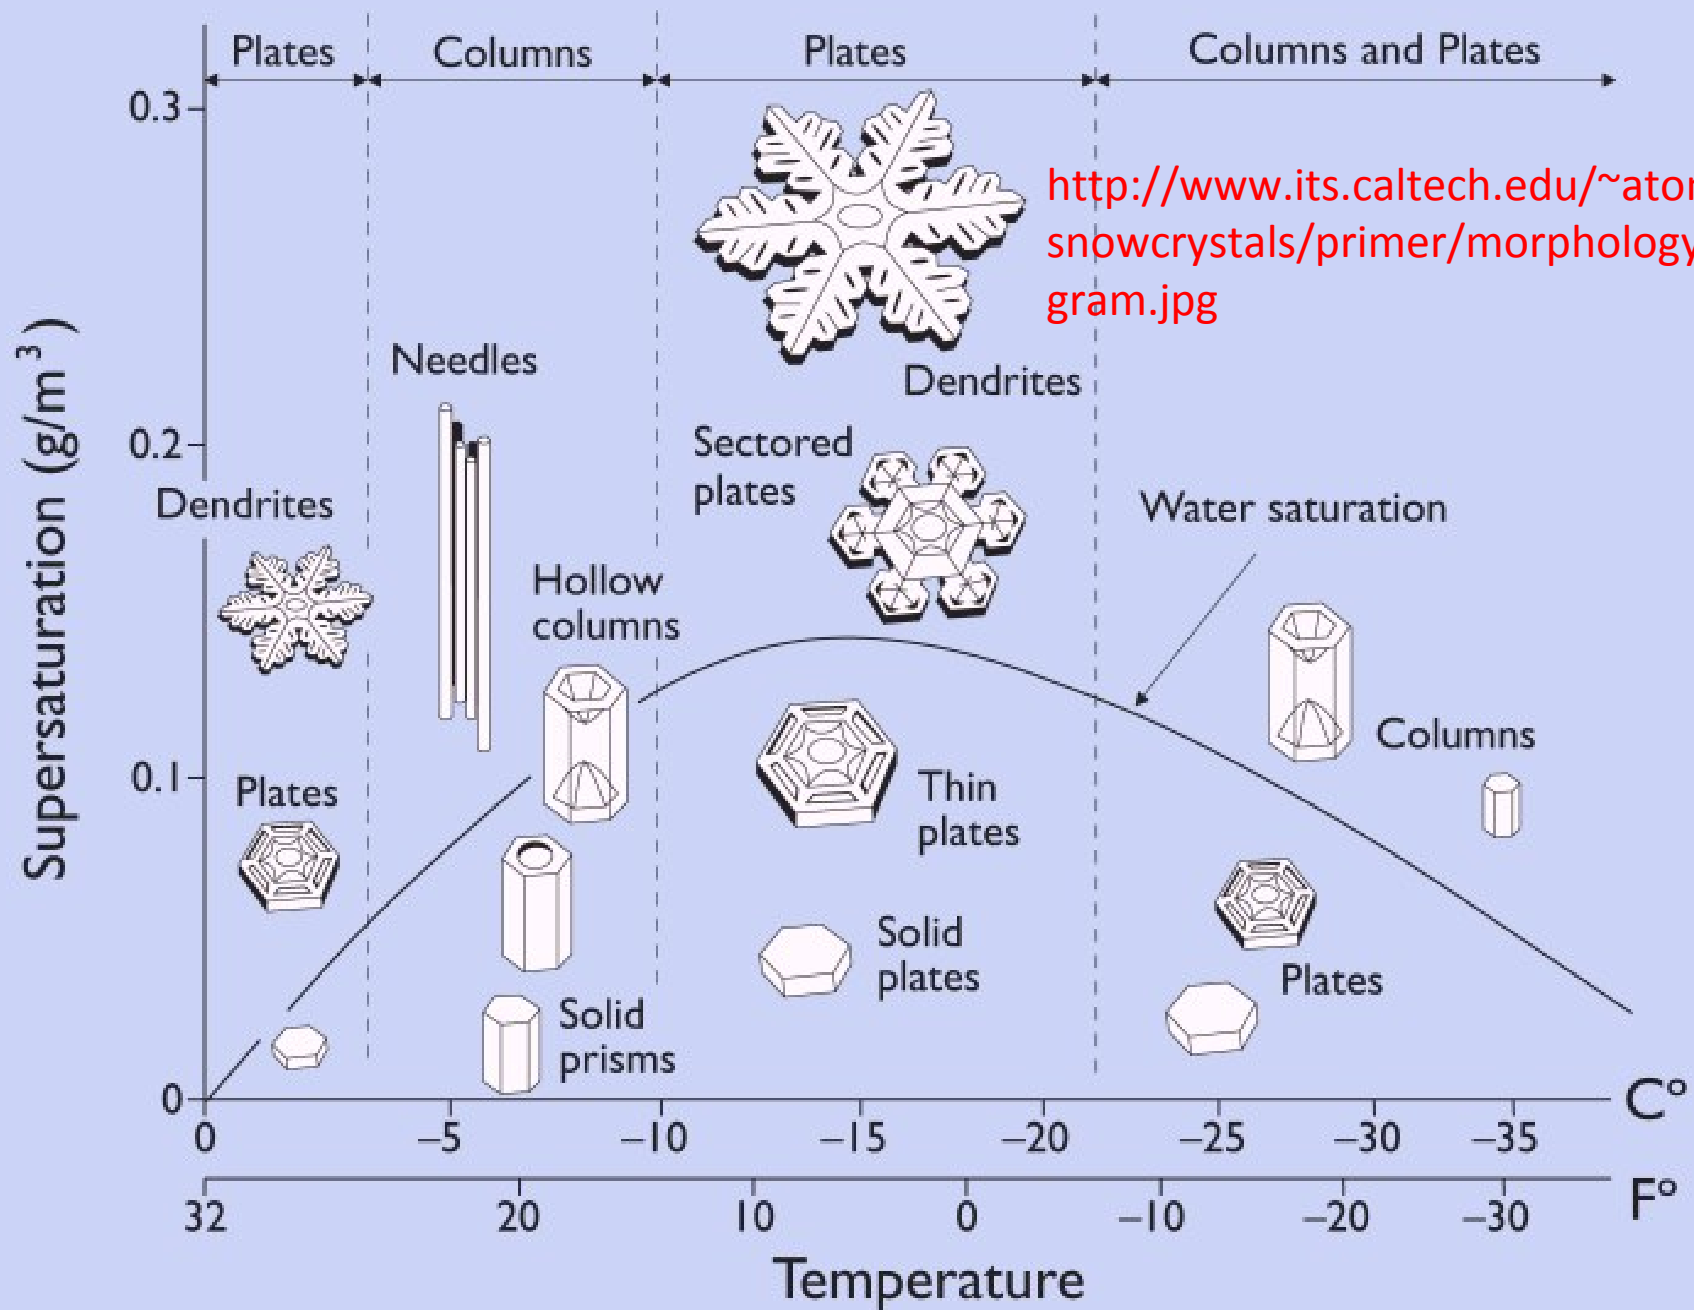 Plates
Columns
Plates
Columns and Plates
0.3
http://www.its.caltech.edu/~ato
snowcrystals/primer/morphology
gram.jpg
Needles
Dendrites
0.2
Sectored
plates
Dendrites
Water saturation
Hollow
columns
Supersaturation (g/m³)
Columns
0.1
Plates
Thin
plates
Solid
plates
Plates
Solid
prisms
0
C°
0 –5 –10 –15 –20 –25 –30 –35
32 20 10 0 –10 –20 –30 F°
Temperature